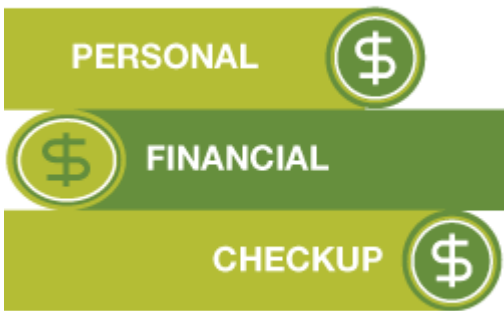 PERSONAL $
$ FINANCIAL
CHECKUP $